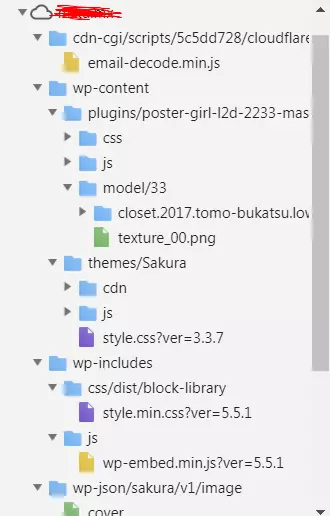 cdn-cgi/scripts/5c5dd728/cloudflare
email-decode.min.js
wp-content
plugins/poster-girl-l2d-2233-mas
css
js
model/33
closet.2017.tomo-bukatsu.low
texture_00.png
themes/Sakura
cdn
js
style.css?ver=3.3.7
wp-includes
css/dist/block-library
style.min.css?ver=5.5.1
js
wp-embed.min.js?ver=5.5.1
wp-json/sakura/v1/image
cover